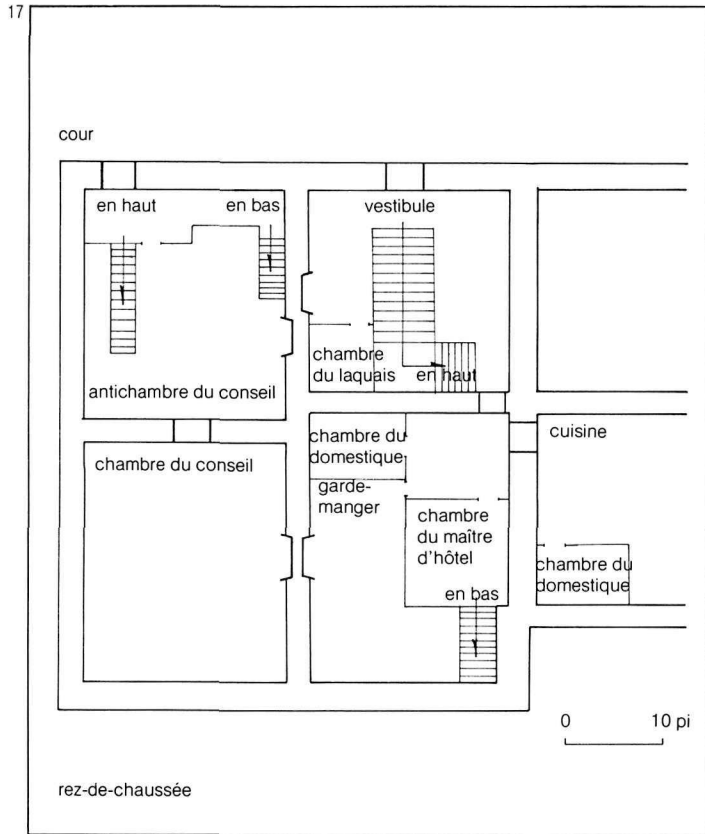 17
cour
en haut
en bas
vestibule
chambre
du laquais
en haut
antichambre du conseil
chambre du conseil
chambre du
domestique
garde-
manger
cuisine
chambre
du maître
d'hôtel
en bas
chambre du
domestique
0 10 pi
rez-de-chaussée